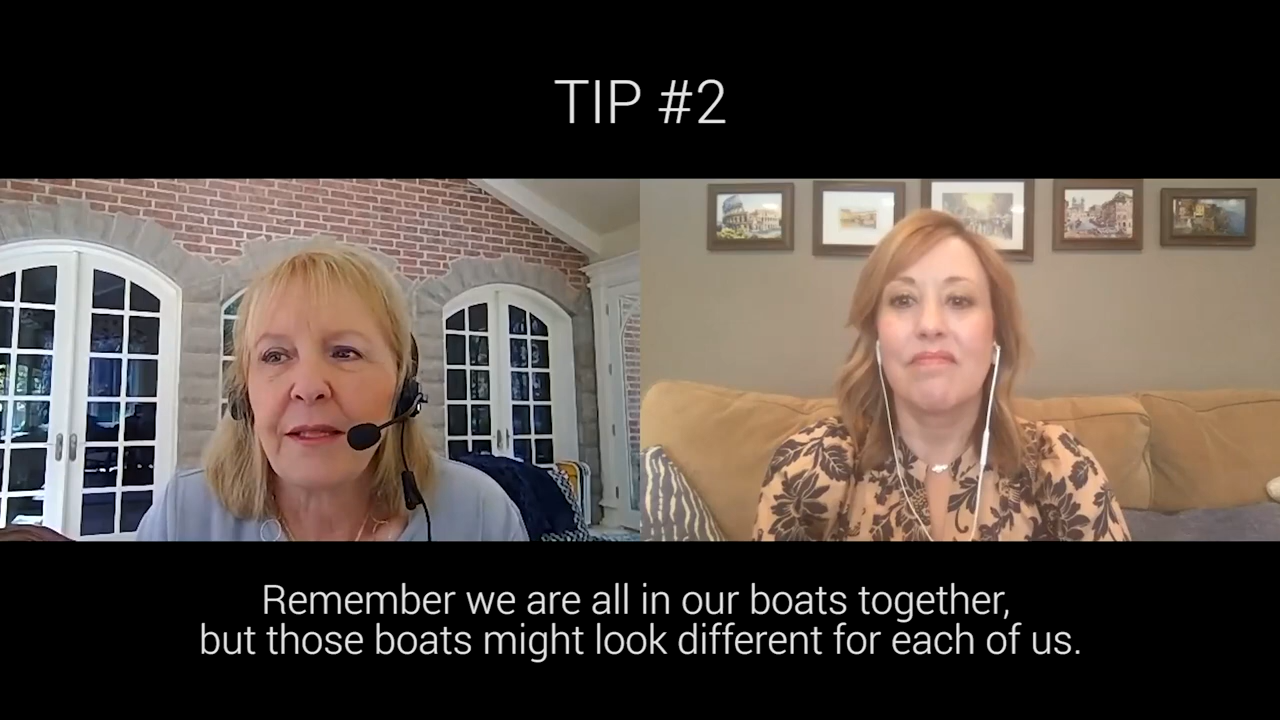 TIP #2
Remember we are all in our boats together,
but those boats might look different for each of us.